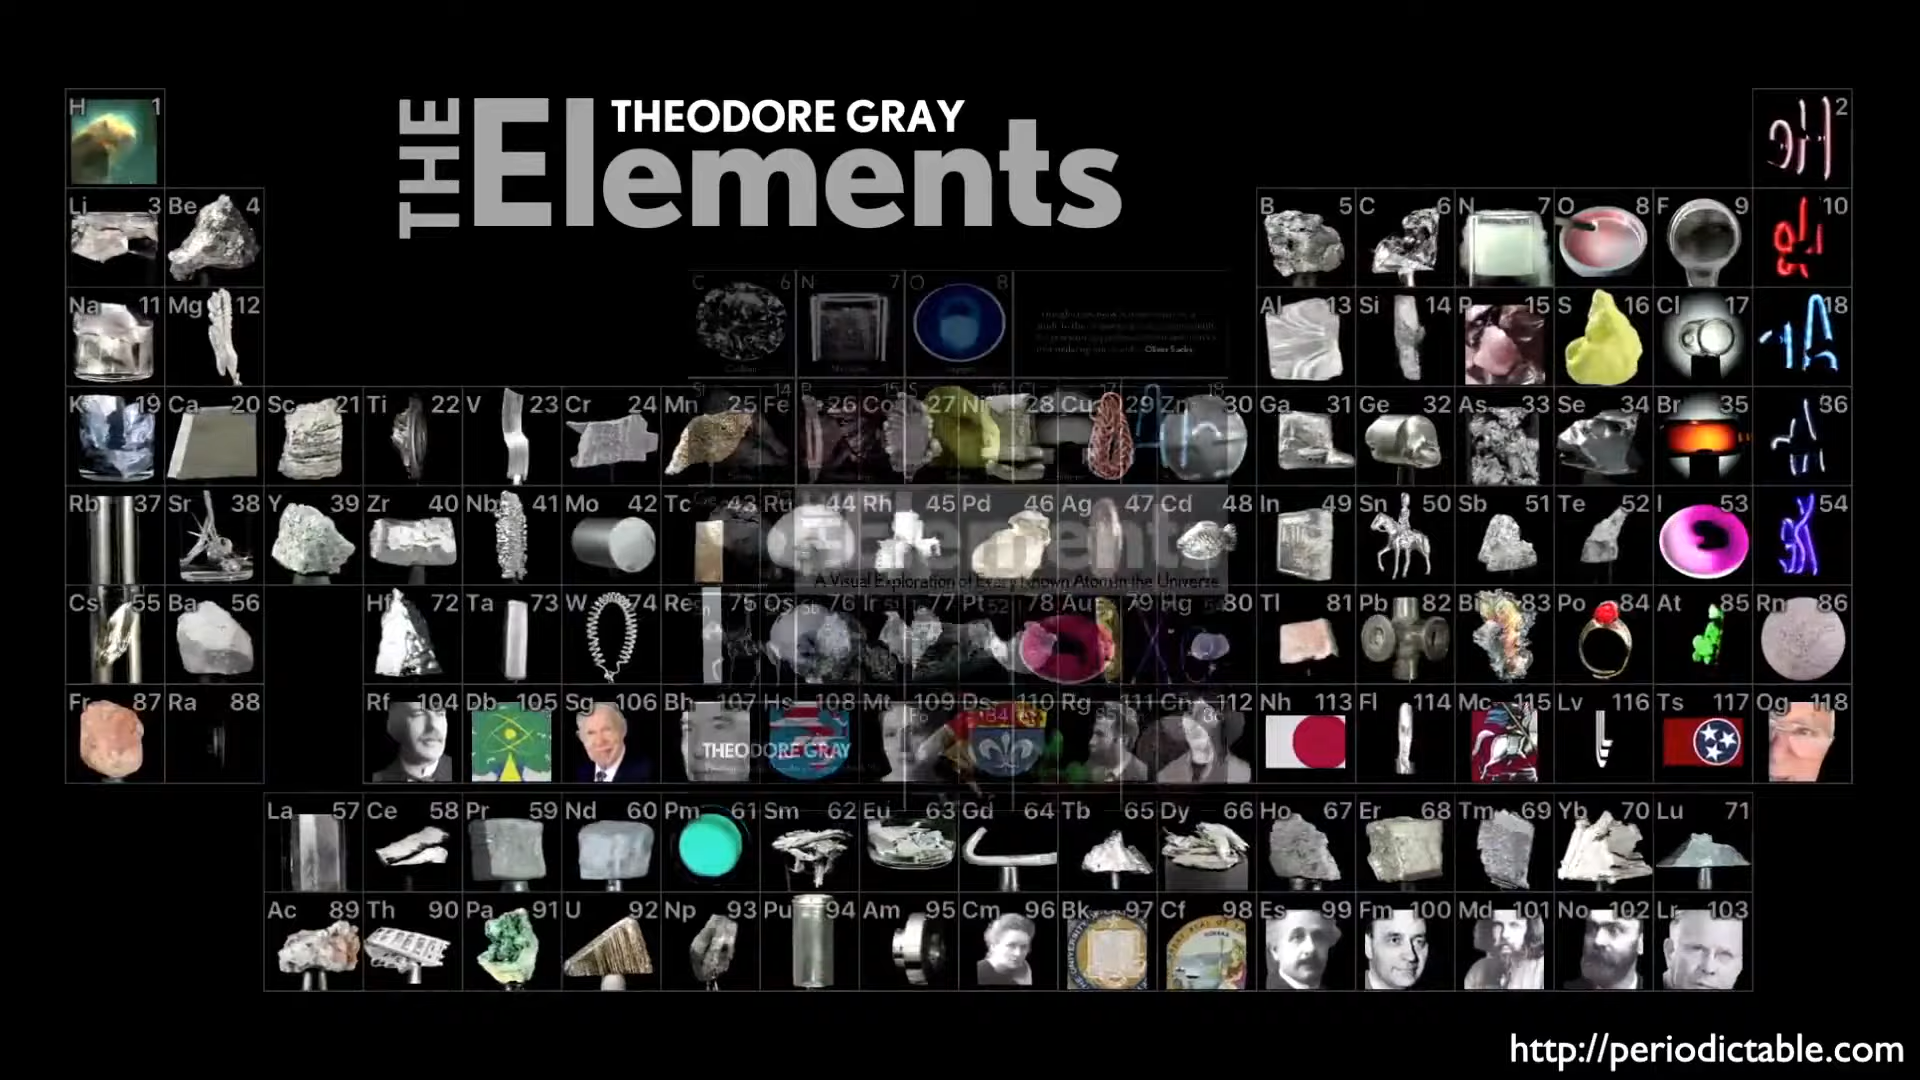 THE Elements
THEODORE GRAY
H 1
2
Li 3 Be 4
B 5 C 6 N 7 O 8 F 9 10
C 6 N 7 O 8
Na 11 Mg 12
Al 13 Si 14 P 15 S 16 Cl 17 18
Oliver Sacks
K 19 Ca 20 Sc 21 Ti 22 V 23 Cr 24 Mn 25 Fe 26 Co 27 Ni 28 Cu 29 Zn 30 Ga 31 Ge 32 As 33 Se 34 Br 35 36
Rb 37 Sr 38 Y 39 Zr 40 Nb 41 Mo 42 Tc 43 Ru 44 Rh 45 Pd 46 Ag 47 Cd 48 In 49 Sn 50 Sb 51 Te 52 I 53 54
Elements
A Visual Exploration of Every Known Atom in the Universe
Cs 55 Ba 56 Hf 72 Ta 73 W 74 Re 75 Os 76 Ir 77 Pt 78 Au 79 Hg 80 Tl 81 Pb 82 Bi 83 Po 84 At 85 Rn 86
Fr 87 Ra 88 Rf 104 Db 105 Sg 106 Bh 107 Hs 108 Mt 109 Ds 110 Rg 111 Cn 112 Nh 113 Fl 114 Mc 115 Lv 116 Ts 117 Og 118
THEODORE GRAY
La 57 Ce 58 Pr 59 Nd 60 Pm 61 Sm 62 Eu 63 Gd 64 Tb 65 Dy 66 Ho 67 Er 68 Tm 69 Yb 70 Lu 71
Ac 89 Th 90 Pa 91 U 92 Np 93 Pu 94 Am 95 Cm 96 Bk 97 Cf 98 Es 99 Fm 100 Md 101 No 102 Lr 103
http://periodictable.com